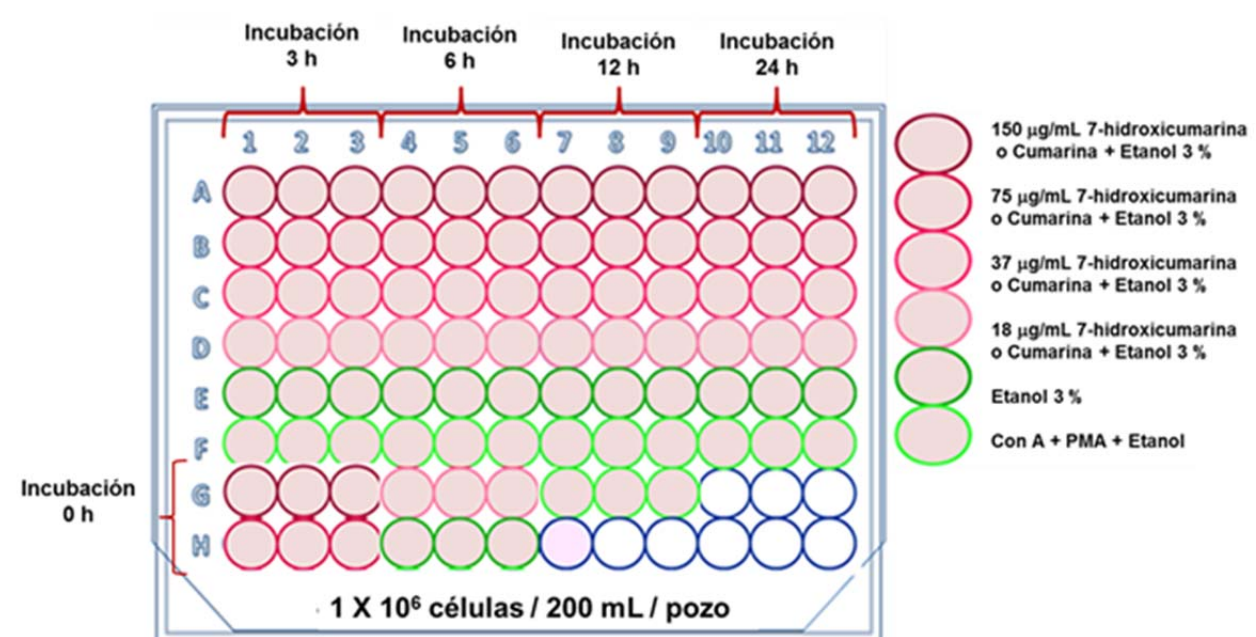 Incubación
3 h
Incubación
6 h
Incubación
12 h
Incubación
24 h
1 2 3 4 5 6 7 8 9 10 11 12
A
B
C
D
E
F
G
H
Incubación
0 h
150 μg/mL 7-hidroxicumarina
o Cumarina + Etanol 3 %
75 μg/mL 7-hidroxicumarina
o Cumarina + Etanol 3 %
37 μg/mL 7-hidroxicumarina
o Cumarina + Etanol 3 %
18 μg/mL 7-hidroxicumarina
o Cumarina + Etanol 3 %
Etanol 3 %
Con A + PMA + Etanol
1 X 10⁶ células / 200 mL / pozo